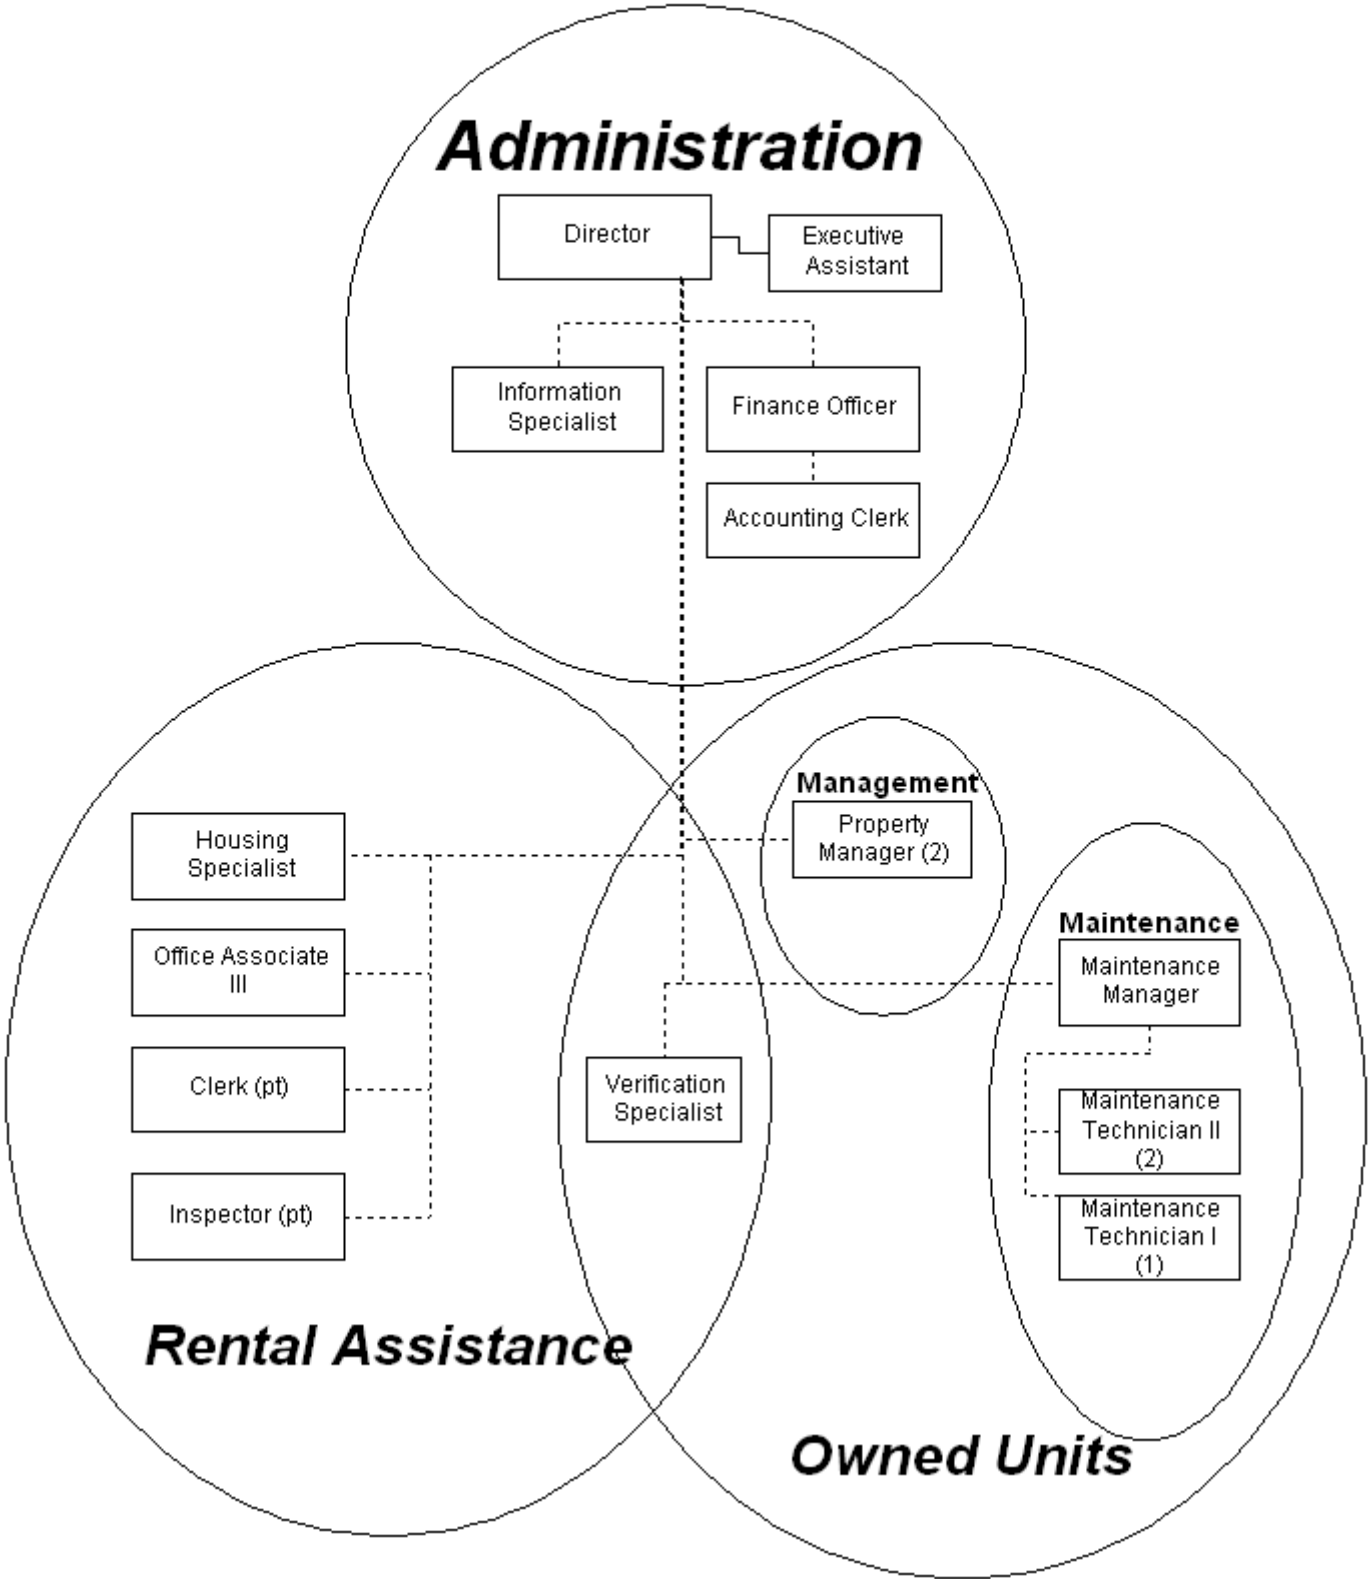 Administration
Director
Executive
Assistant
Information
Specialist
Finance Officer
Accounting Clerk
Management
Property
Manager (2)
Housing
Specialist
Office Associate
III
Clerk (pt)
Inspector (pt)
Verification
Specialist
Maintenance
Maintenance
Manager
Maintenance
Technician II
(2)
Maintenance
Technician I
(1)
Rental Assistance
Owned Units